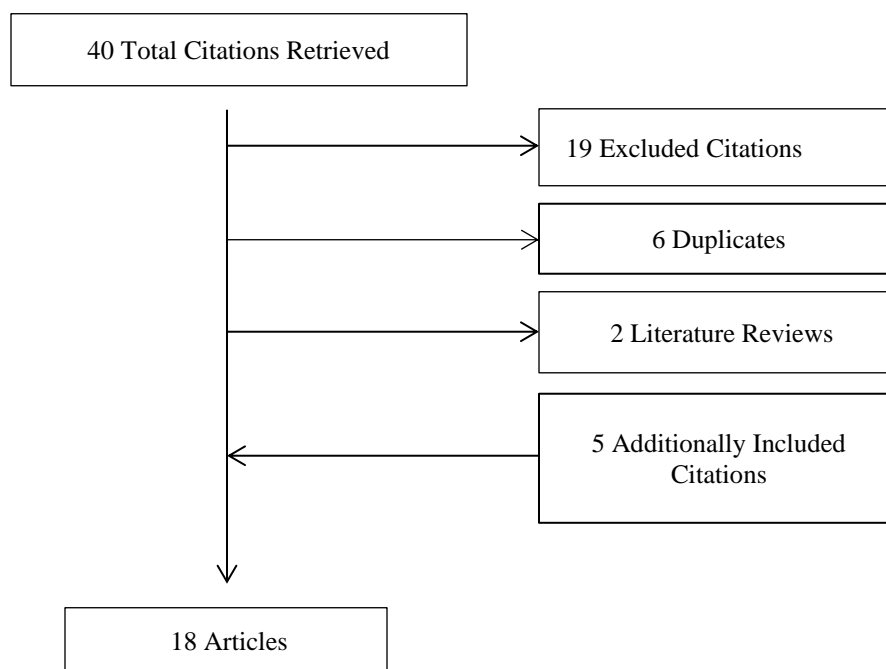 40 Total Citations Retrieved
19 Excluded Citations
6 Duplicates
2 Literature Reviews
5 Additionally Included
Citations
18 Articles